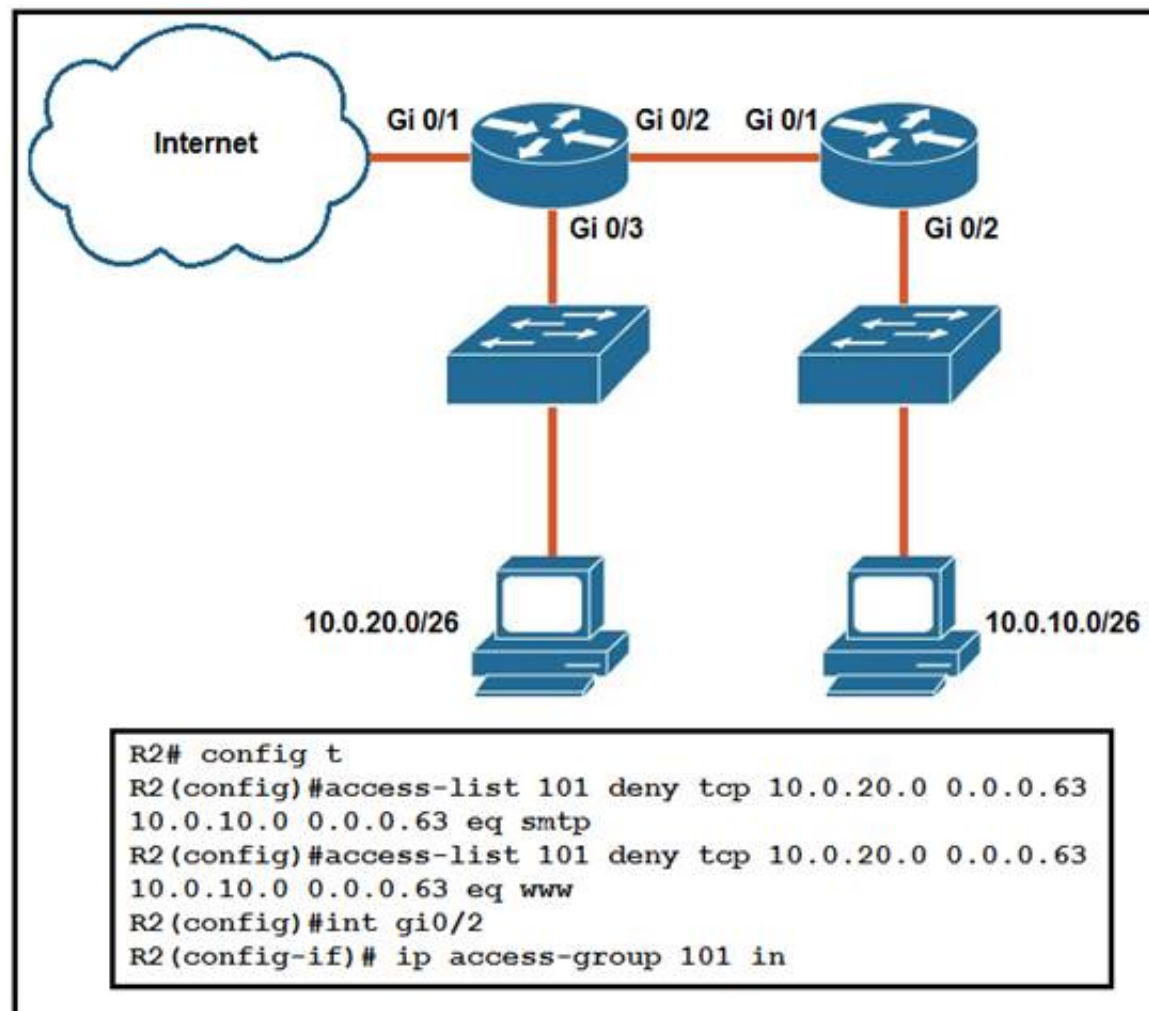 Internet
Gi 0/1
Gi 0/2
Gi 0/1
Gi 0/3
Gi 0/2
10.0.20.0/26
10.0.10.0/26
R2# config t
R2(config)#access-list 101 deny tcp 10.0.20.0 0.0.0.63
10.0.10.0 0.0.0.63 eq smtp
R2(config)#access-list 101 deny tcp 10.0.20.0 0.0.0.63
10.0.10.0 0.0.0.63 eq www
R2(config)#int gi0/2
R2(config-if)# ip access-group 101 in